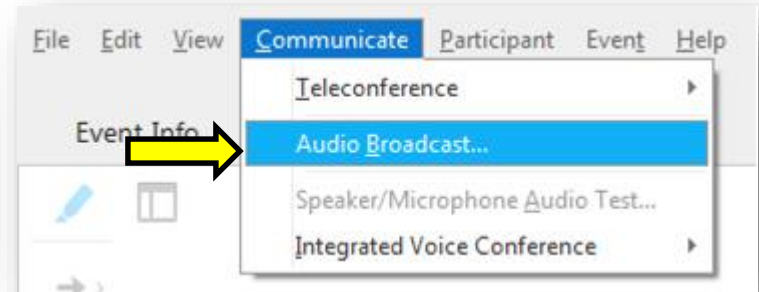 File Edit View Communicate Participant Event Help
Teleconference
Event Info
Audio Broadcast...
Speaker/Microphone Audio Test...
Integrated Voice Conference